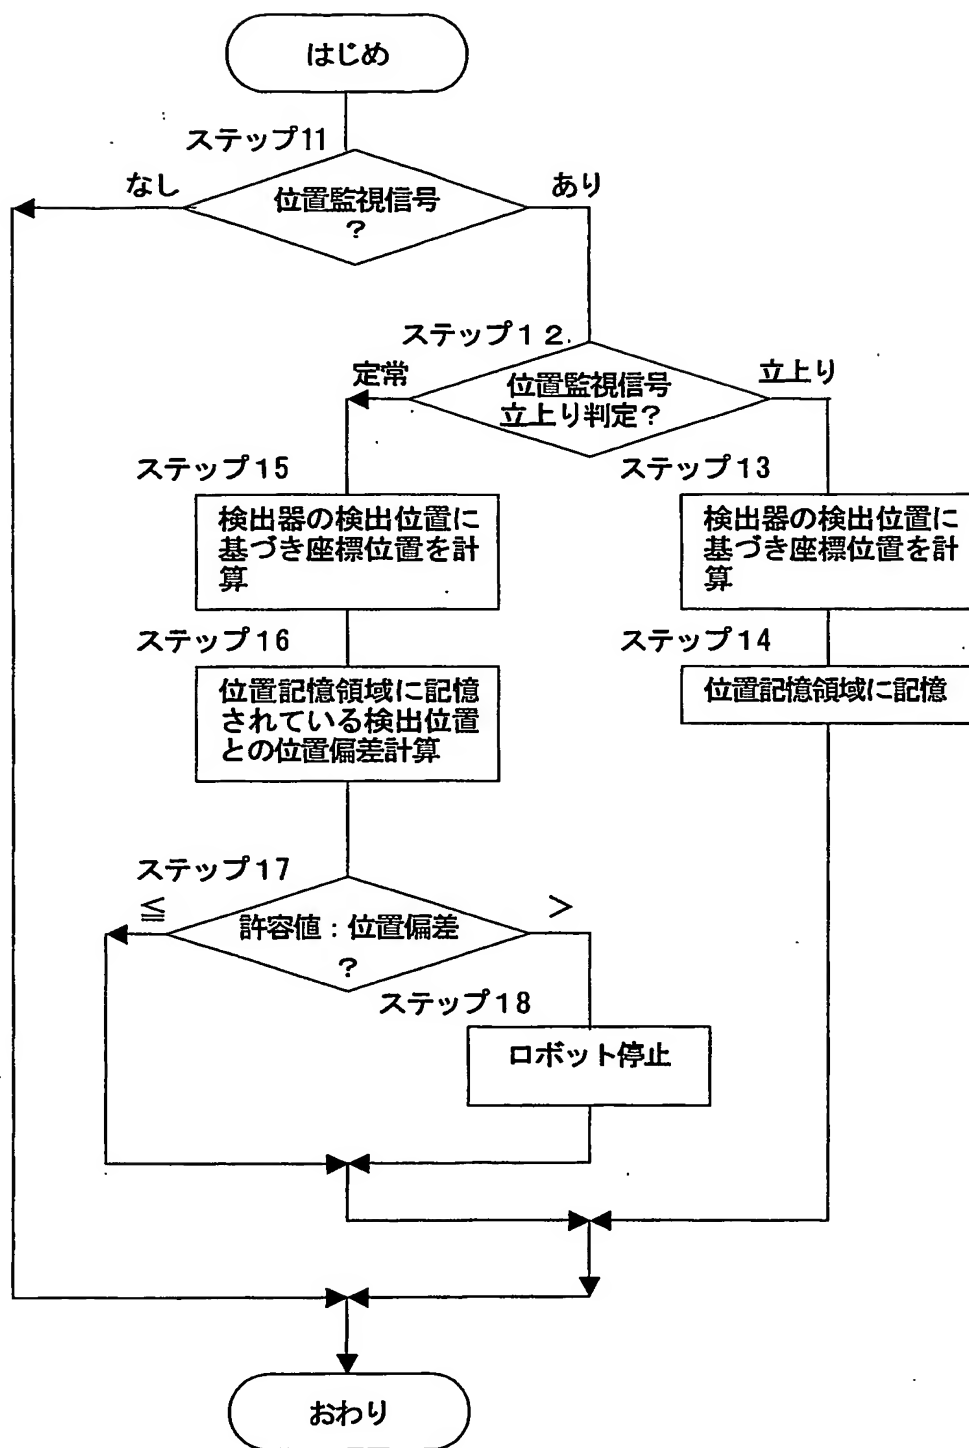 はじめ
ステップ11
なし
あり
位置監視信号
?
ステップ12
定常
立上り
位置監視信号
立上り判定?
ステップ15
検出器の検出位置に
基づき座標位置を計
算
ステップ13
検出器の検出位置に
基づき座標位置を計
算
ステップ16
位置記憶領域に記憶
されている検出位置
との位置偏差計算
ステップ14
位置記憶領域に記憶
ステップ17
≦
>
許容値:位置偏差
?
ステップ18
ロボット停止
おわり